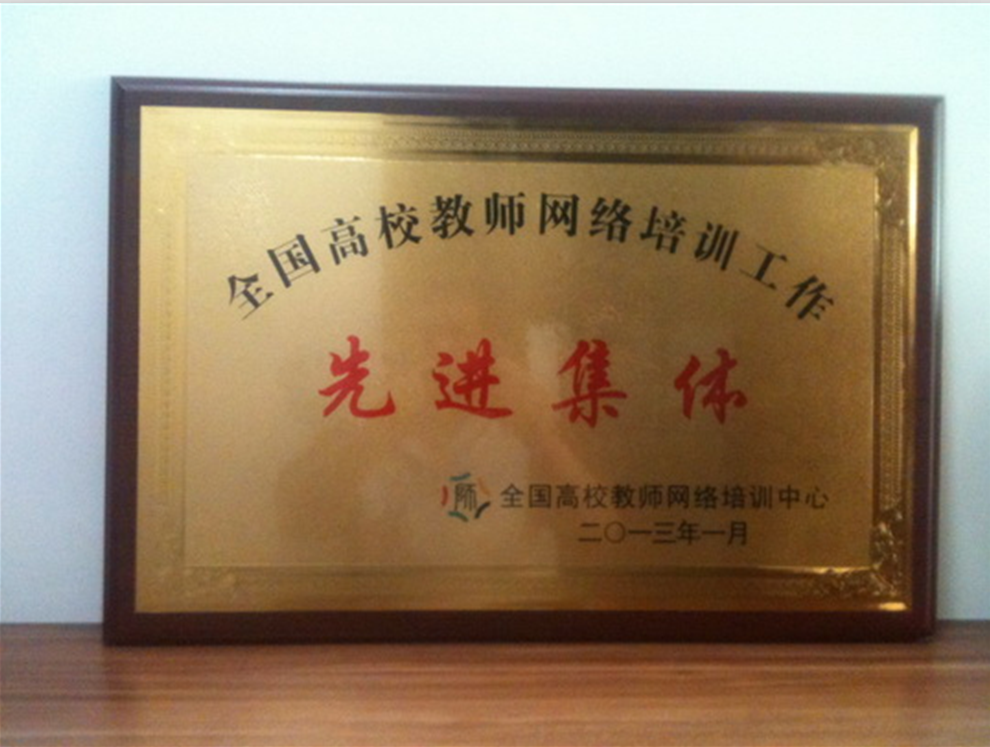 全国高校教师网络培训工作
先进集体
师 全国高校教师网络培训中心
二〇一三年一月